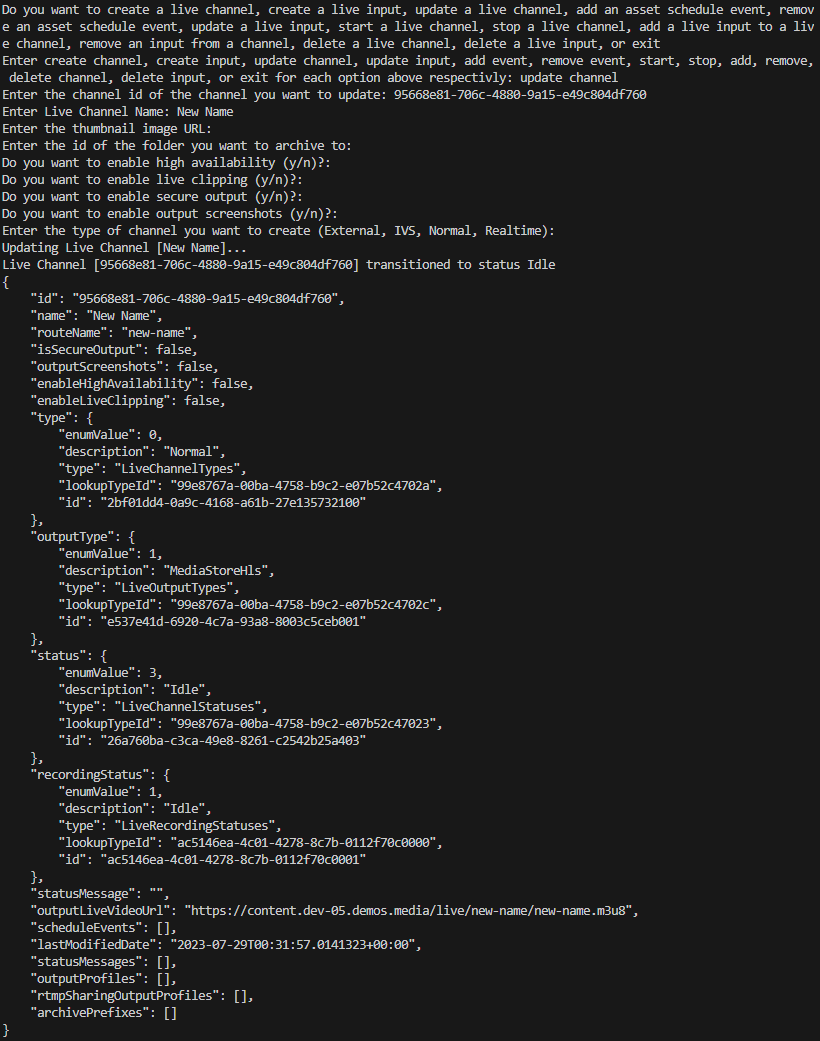 Do you want to create a live channel, create a live input, update a live channel, add an asset schedule event, remov
e an asset schedule event, update a live input, start a live channel, stop a live channel, add a live input to a liv
e channel, remove an input from a channel, delete a live channel, delete a live input, or exit
Enter create channel, create input, update channel, update input, add event, remove event, start, stop, add, remove,
 delete channel, delete input, or exit for each option above respectivly: update channel
Enter the channel id of the channel you want to update: 95668e81-706c-4880-9a15-e49c804df760
Enter Live Channel Name: New Name
Enter the thumbnail image URL:
Enter the id of the folder you want to archive to:
Do you want to enable high availability (y/n)?:
Do you want to enable live clipping (y/n)?:
Do you want to enable secure output (y/n)?:
Do you want to enable output screenshots (y/n)?:
Enter the type of channel you want to create (External, IVS, Normal, Realtime):
Updating Live Channel [New Name]...
Live Channel [95668e81-706c-4880-9a15-e49c804df760] transitioned to status Idle
{
    "id": "95668e81-706c-4880-9a15-e49c804df760",
    "name": "New Name",
    "routeName": "new-name",
    "isSecureOutput": false,
    "outputScreenshots": false,
    "enableHighAvailability": false,
    "enableLiveClipping": false,
    "type": {
        "enumValue": 0,
        "description": "Normal",
        "type": "LiveChannelTypes",
        "lookupTypeId": "99e8767a-00ba-4758-b9c2-e07b52c4702a",
        "id": "2bf01dd4-0a9c-4168-a61b-27e135732100"
    },
    "outputType": {
        "enumValue": 1,
        "description": "MediaStoreHls",
        "type": "LiveOutputTypes",
        "lookupTypeId": "99e8767a-00ba-4758-b9c2-e07b52c4702c",
        "id": "e537e41d-6920-4c7a-93a8-8003c5ceb001"
    },
    "status": {
        "enumValue": 3,
        "description": "Idle",
        "type": "LiveChannelStatuses",
        "lookupTypeId": "99e8767a-00ba-4758-b9c2-e07b52c47023",
        "id": "26a760ba-c3ca-49e8-8261-c2542b25a403"
    },
    "recordingStatus": {
        "enumValue": 1,
        "description": "Idle",
        "type": "LiveRecordingStatuses",
        "lookupTypeId": "ac5146ea-4c01-4278-8c7b-0112f70c0000",
        "id": "ac5146ea-4c01-4278-8c7b-0112f70c0001"
    },
    "statusMessage": "",
    "outputLiveVideoUrl": "https://content.dev-05.demos.media/live/new-name/new-name.m3u8",
    "scheduleEvents": [],
    "lastModifiedDate": "2023-07-29T00:31:57.0141323+00:00",
    "statusMessages": [],
    "outputProfiles": [],
    "rtmpSharingOutputProfiles": [],
    "archivePrefixes": []
}